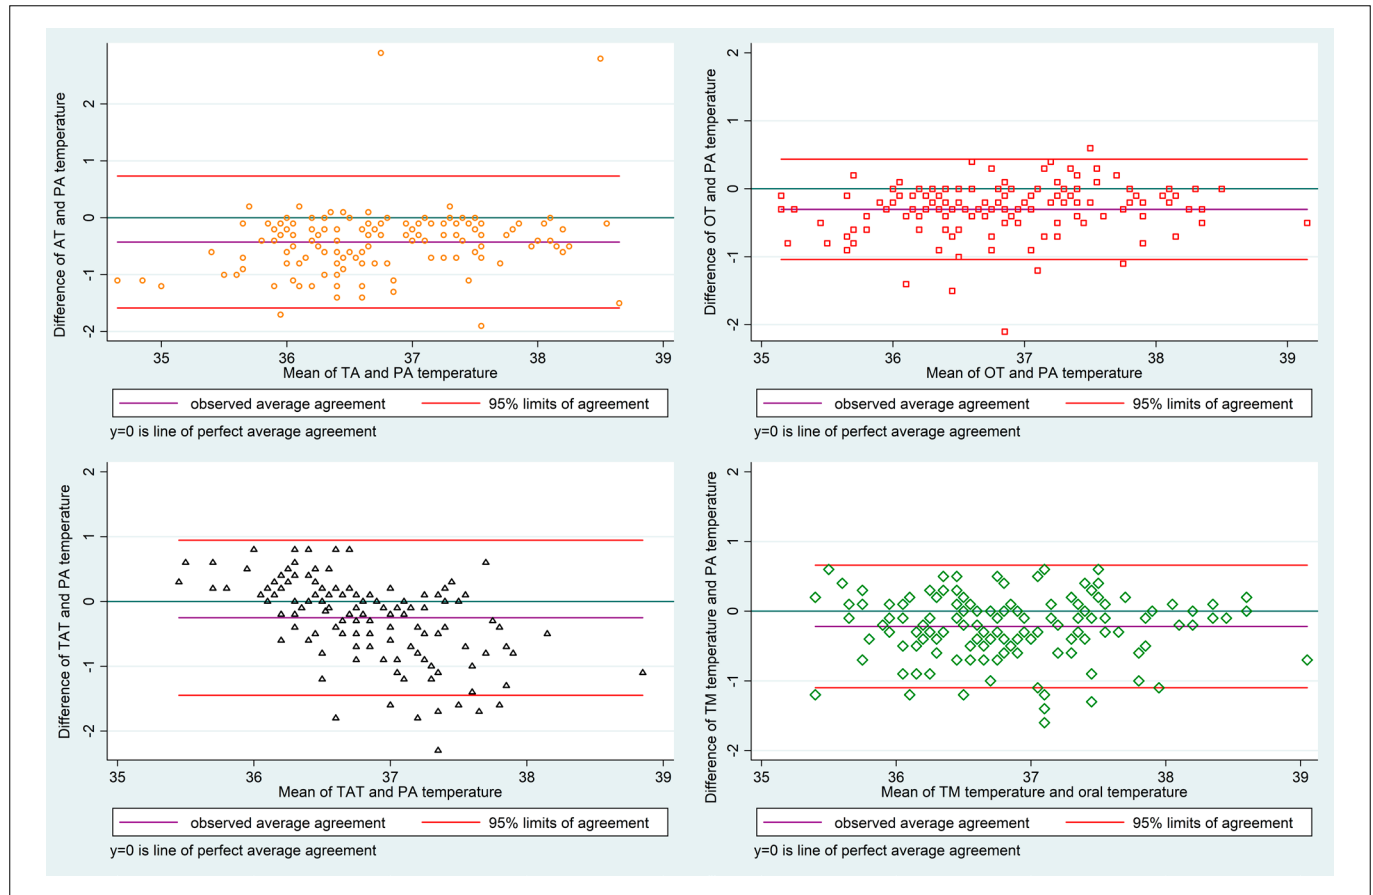 Difference of AT and PA temperature
2
1
0
-1
-2
35 36 37 38 39
Mean of TA and PA temperature
observed average agreement 95% limits of agreement
y=0 is line of perfect average agreement
Difference of OT and PA temperature
2
1
0
-1
-2
35 36 37 38 39
Mean of OT and PA temperature
observed average agreement 95% limits of agreement
y=0 is line of perfect average agreement
Difference of TAT and PA temperature
2
1
0
-1
-2
35 36 37 38 39
Mean of TAT and PA temperature
observed average agreement 95% limits of agreement
y=0 is line of perfect average agreement
Difference of TM temperature and PA temperature
2
1
0
-1
-2
35 36 37 38 39
Mean of TM temperature and oral temperature
observed average agreement 95% limits of agreement
y=0 is line of perfect average agreement